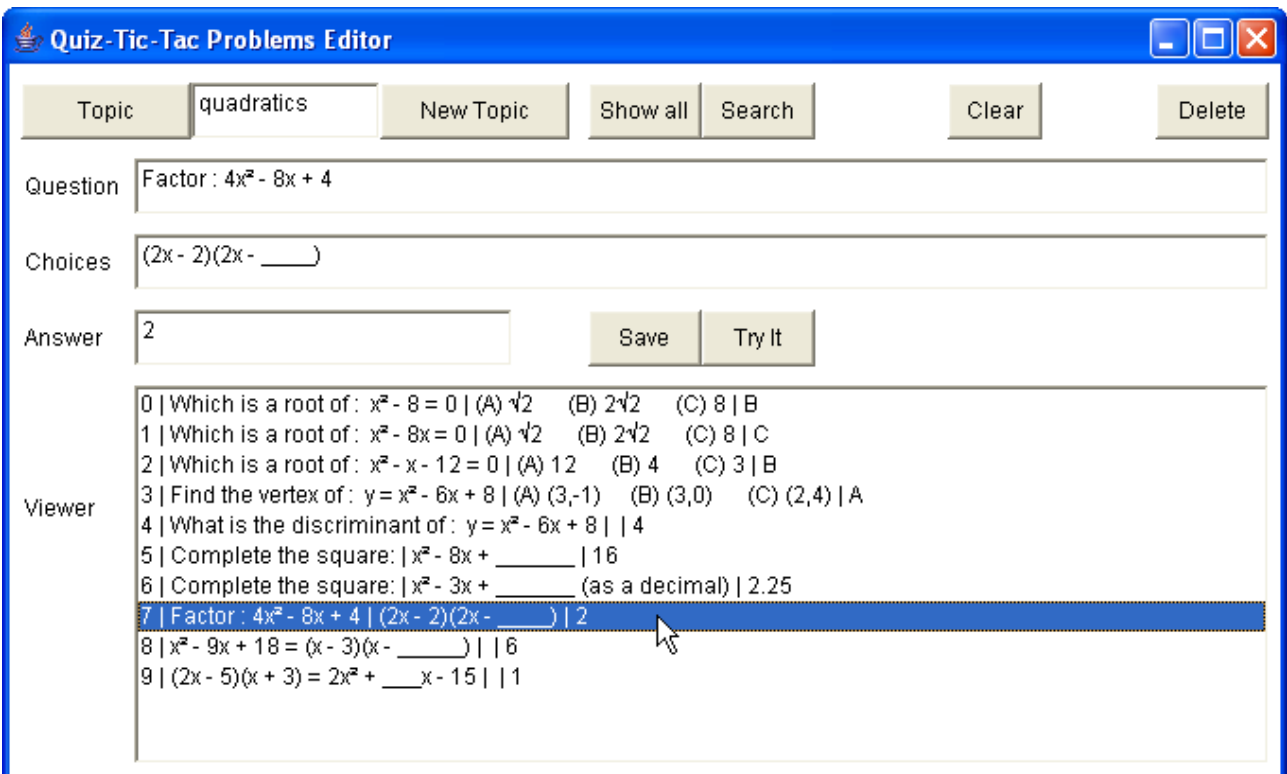 Quiz-Tic-Tac Problems Editor
Topic quadratics New Topic Show all Search Clear Delete
Question Factor : 4x² - 8x + 4
Choices (2x - 2)(2x - _____)
Answer 2 Save Try It
Viewer
0 | Which is a root of : x² - 8 = 0 | (A) √2 (B) 2√2 (C) 8 | B
1 | Which is a root of : x² - 8x = 0 | (A) √2 (B) 2√2 (C) 8 | C
2 | Which is a root of : x² - x - 12 = 0 | (A) 12 (B) 4 (C) 3 | B
3 | Find the vertex of : y = x² - 6x + 8 | (A) (3,-1) (B) (3,0) (C) (2,4) | A
4 | What is the discriminant of : y = x² - 6x + 8 | | 4
5 | Complete the square: | x² - 8x + _______ | 16
6 | Complete the square: | x² - 3x + _______ (as a decimal) | 2.25
7 | Factor : 4x² - 8x + 4 | (2x - 2)(2x - _____) | 2
8 | x² - 9x + 18 = (x - 3)(x - ______) | | 6
9 | (2x - 5)(x + 3) = 2x² + ___x - 15 | | 1